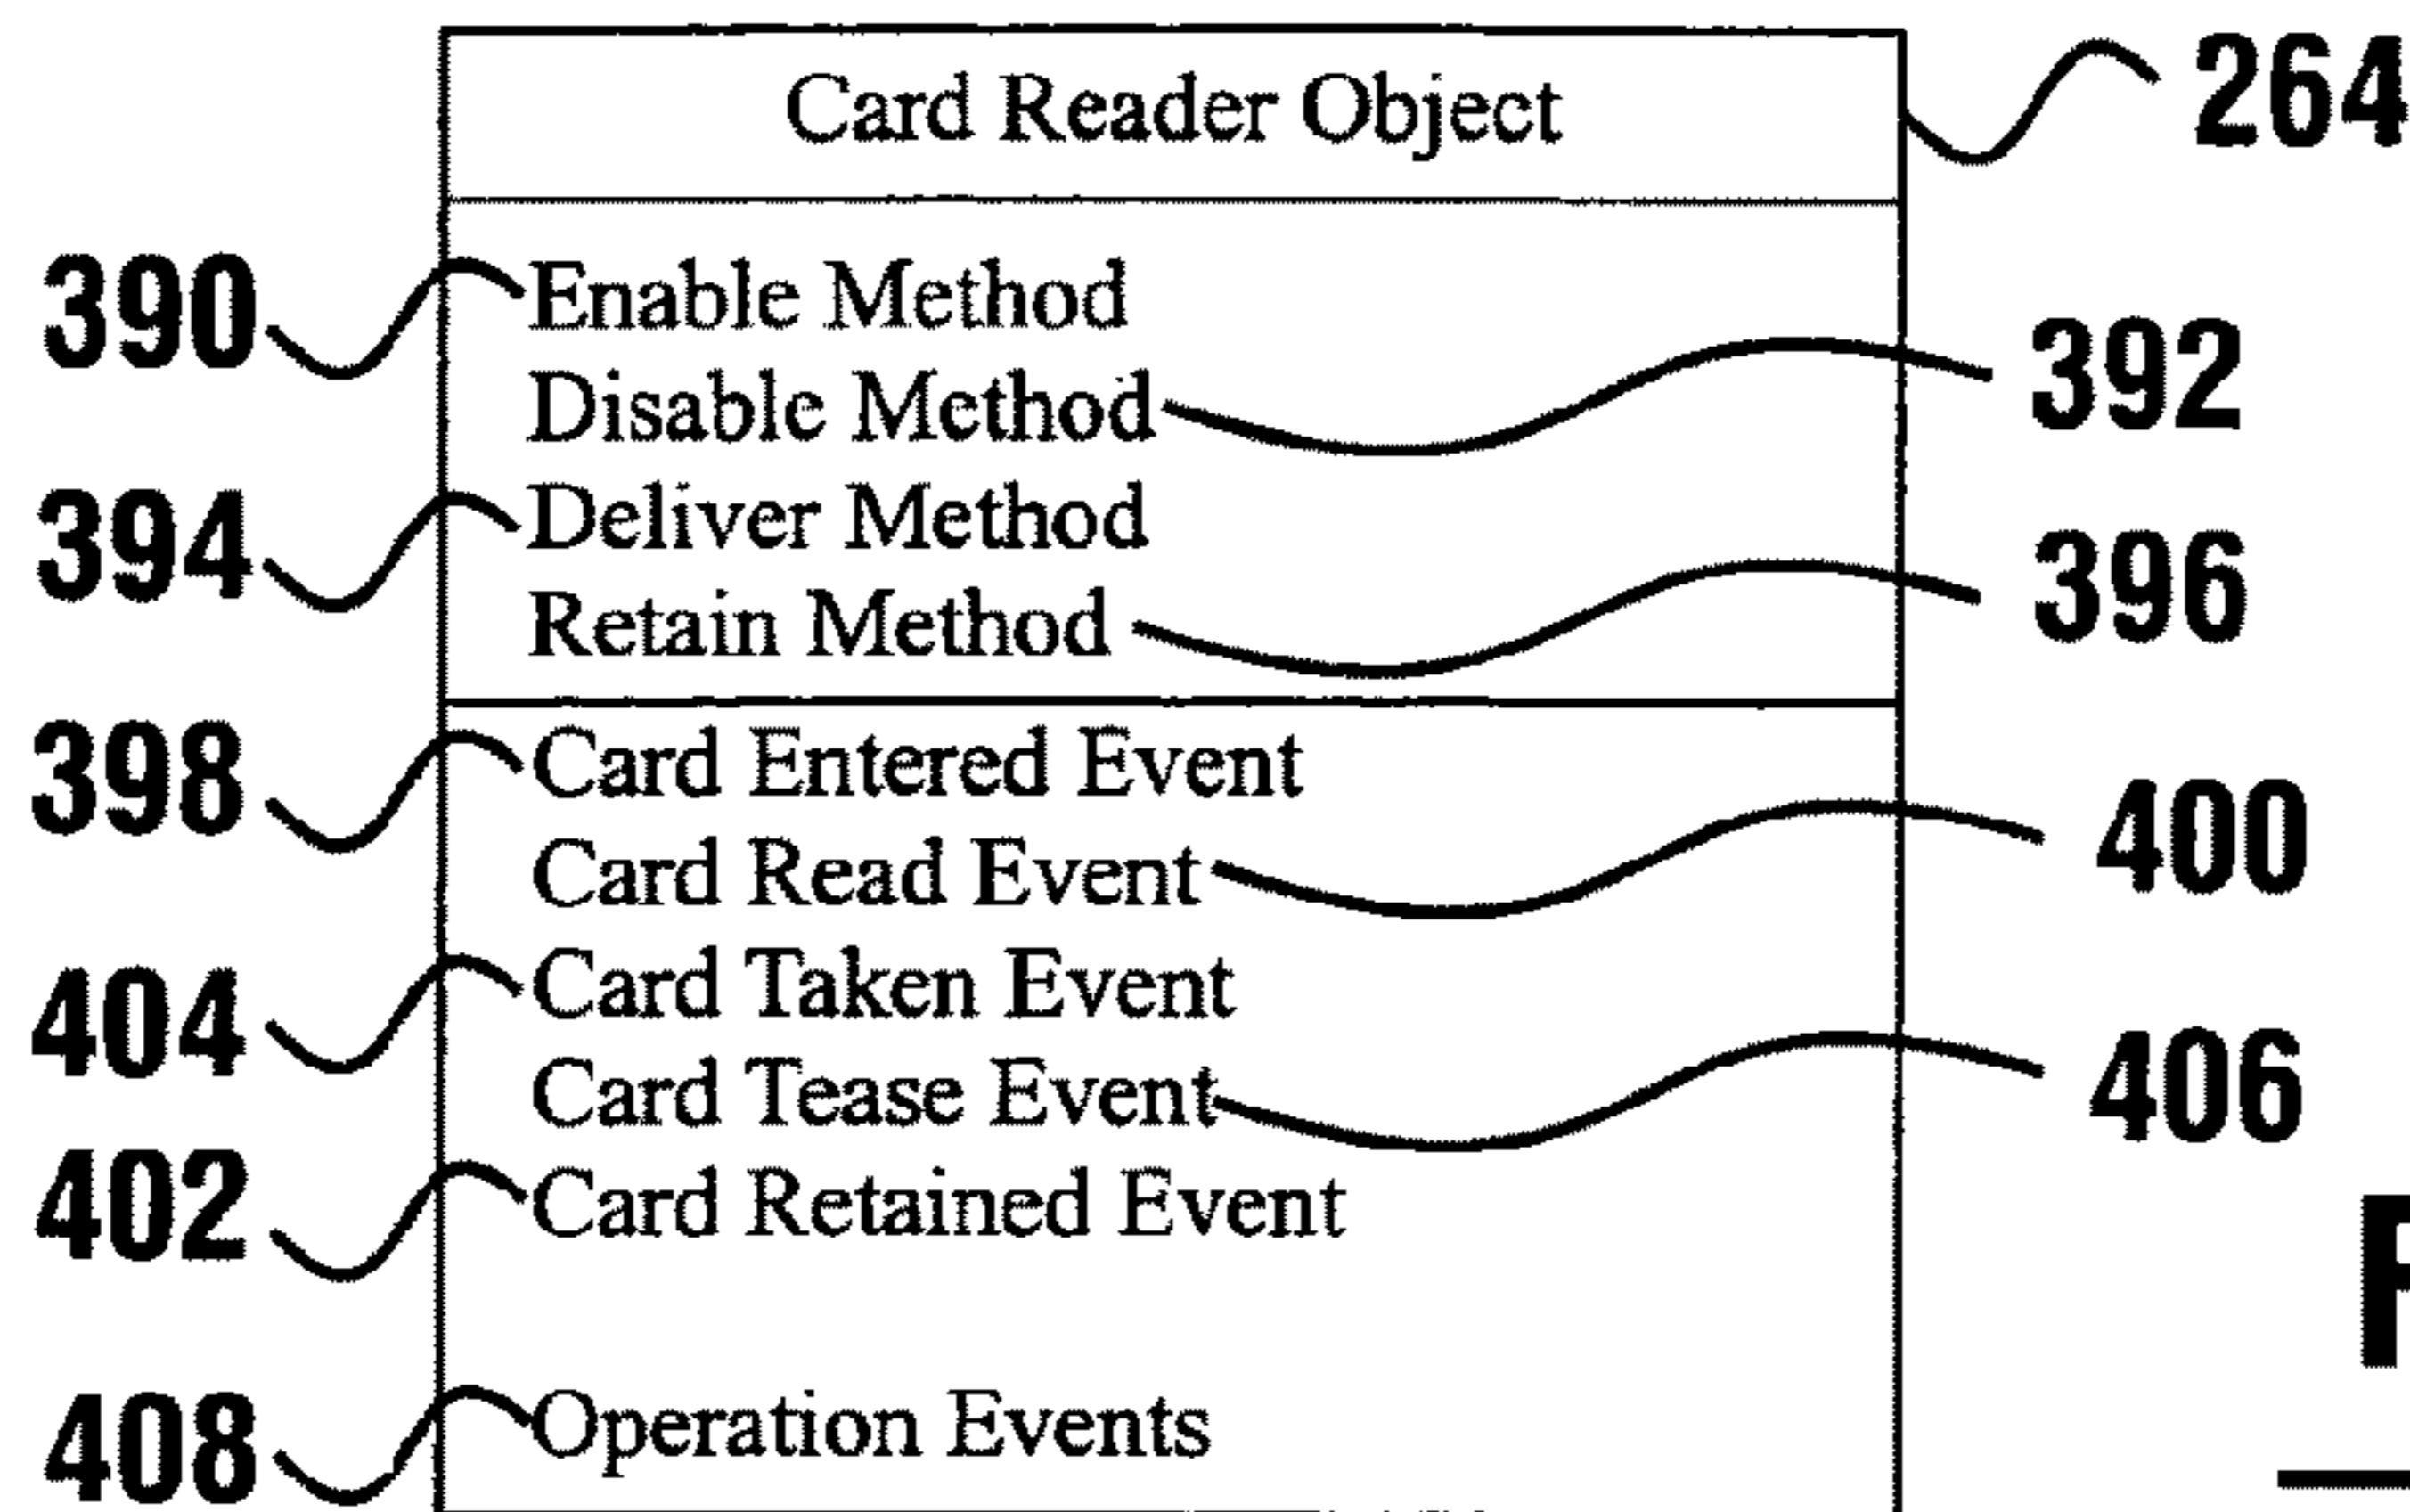 Card Reader Object 264
390 Enable Method
Disable Method 392
394 Deliver Method
Retain Method 396
398 Card Entered Event
Card Read Event 400
404 Card Taken Event
Card Tease Event 406
402 Card Retained Event
408 Operation Events